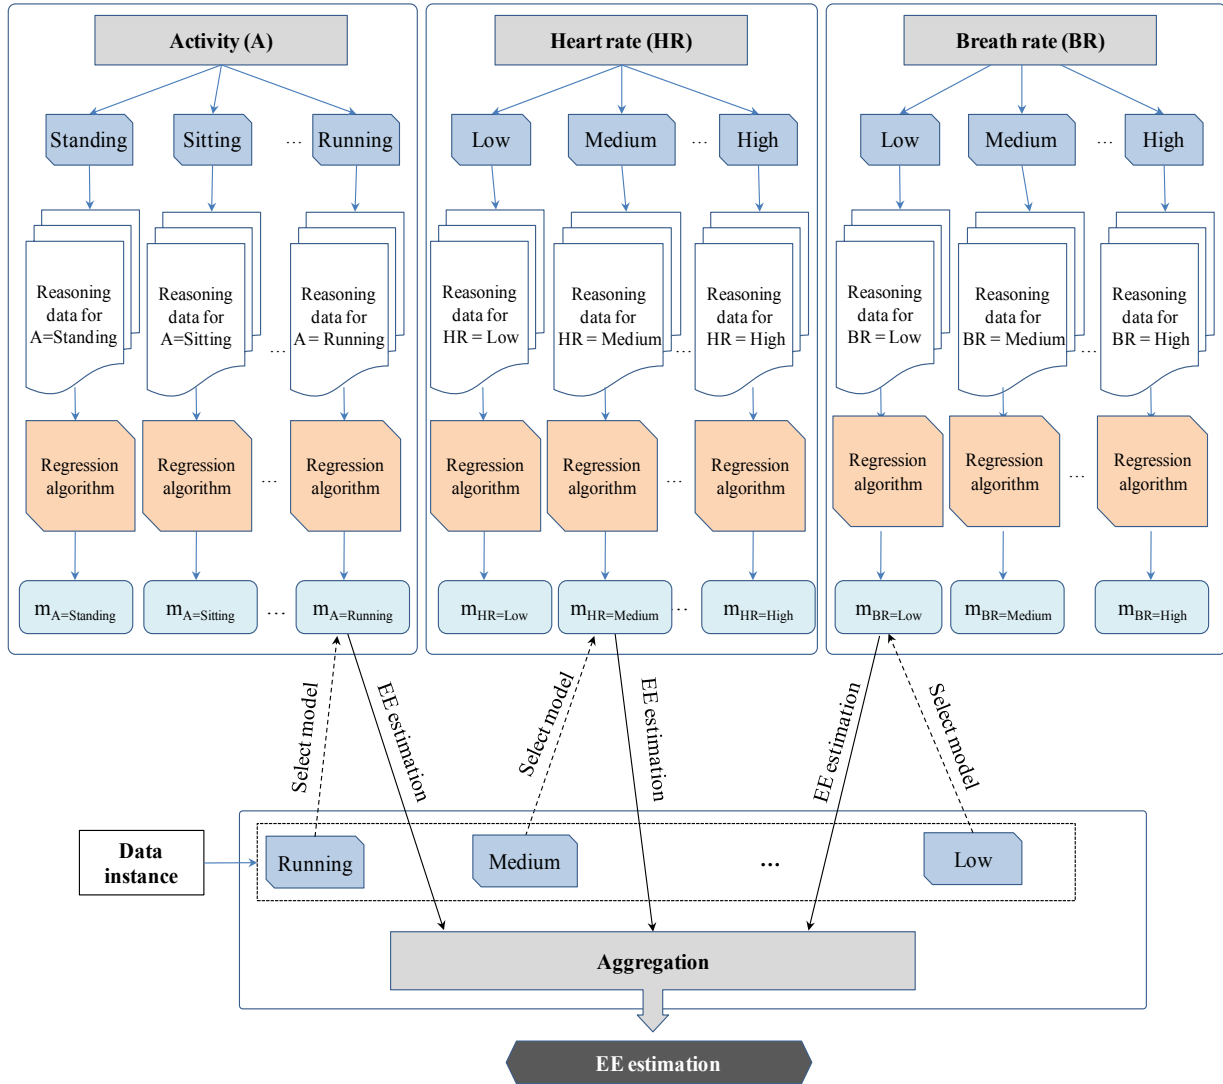 Activity (A)
Heart rate (HR)
Breath rate (BR)
Standing
Sitting
...
Running
Low
Medium
...
High
Low
Medium
...
High
Reasoning
data for
A=Standing
Reasoning
data for
A=Sitting
...
Reasoning
data for
A = Running
Reasoning
data for
HR = Low
Reasoning
data for
HR = Medium
...
Reasoning
data for
HR = High
Reasoning
data for
BR = Low
Reasoning
data for
BR = Medium
...
Reasoning
data for
BR = High
Regression
algorithm
Regression
algorithm
...
Regression
algorithm
Regression
algorithm
Regression
algorithm
...
Regression
algorithm
Regression
algorithm
Regression
algorithm
...
Regression
algorithm
mA=Standing
mA=Sitting
...
mA=Running
mHR=Low
mHR=Medium
...
mHR=High
mBR=Low
mBR=Medium
mBR=High
Select model
EE estimation
Select model
EE estimation
EE estimation
Select model
Data
instance
Running
Medium
...
Low
Aggregation
EE estimation